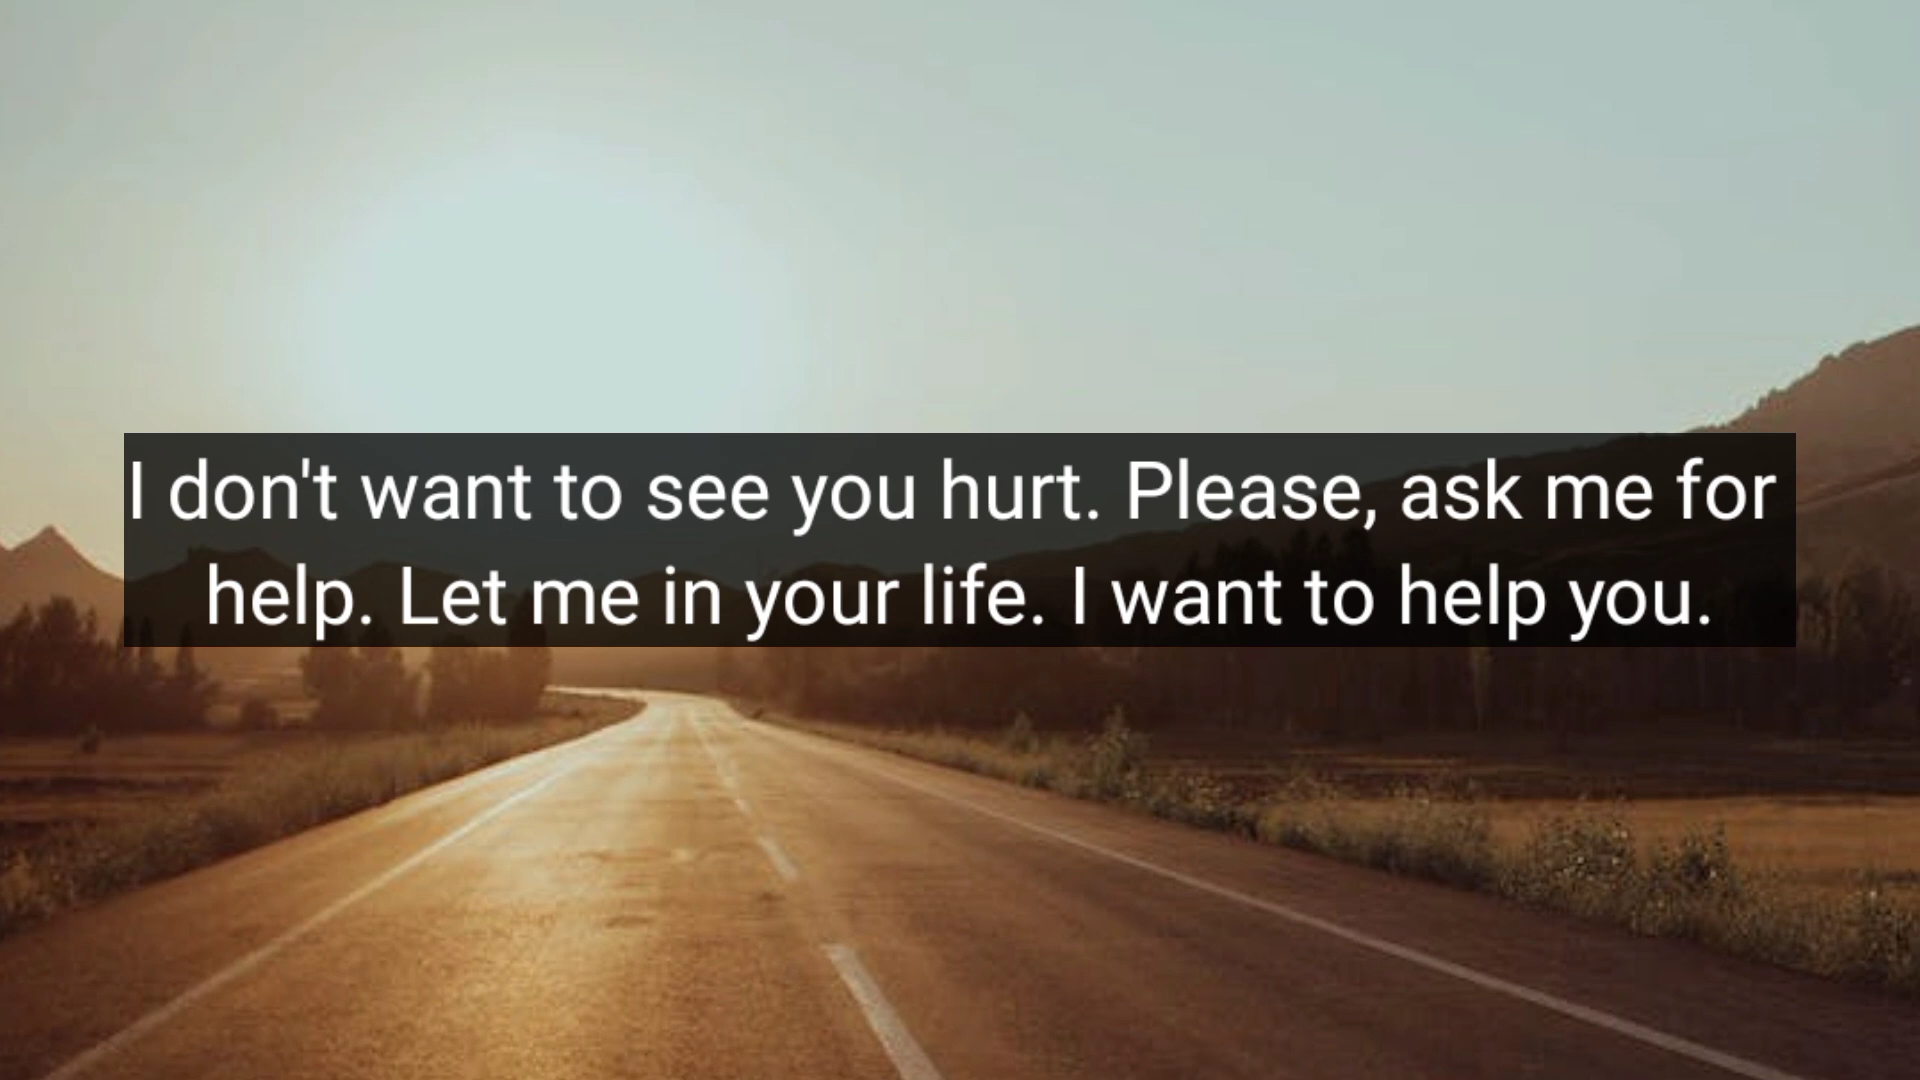 I don't want to see you hurt. Please, ask me for
help. Let me in your life. I want to help you.